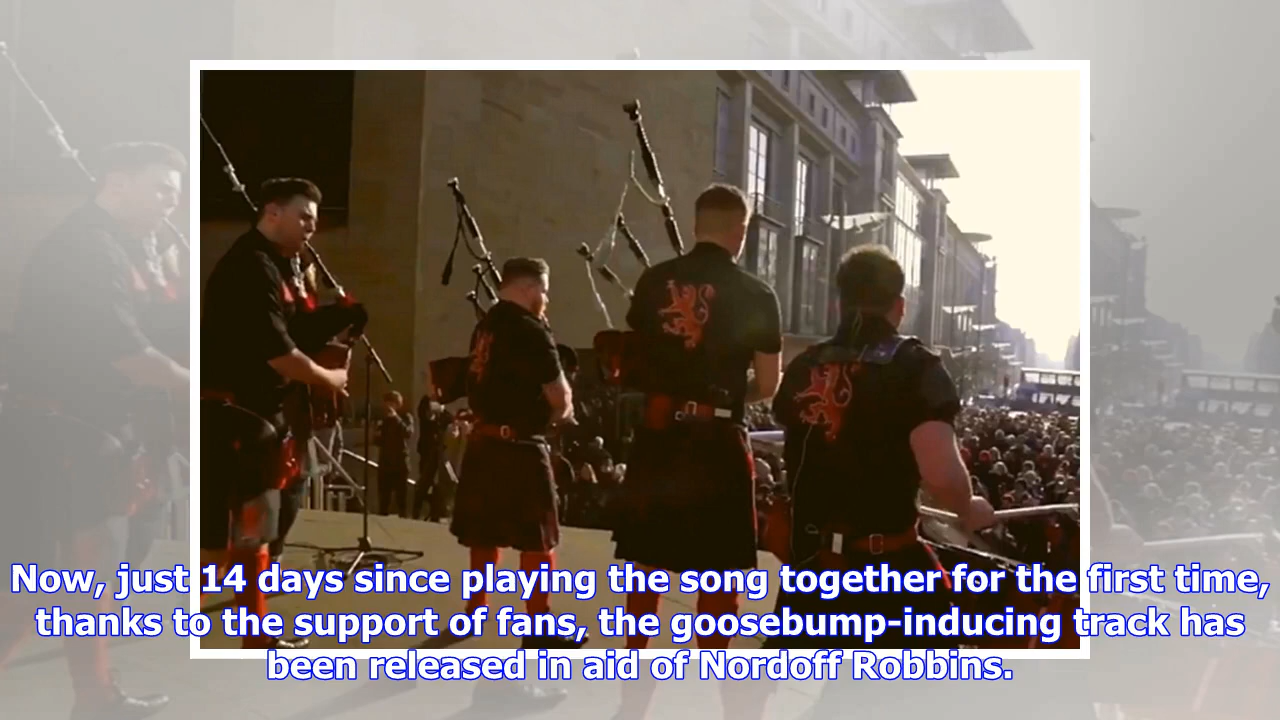 Now, just 14 days since playing the song together for the first time,
thanks to the support of fans, the goosebump-inducing track has
been released in aid of Nordoff Robbins.